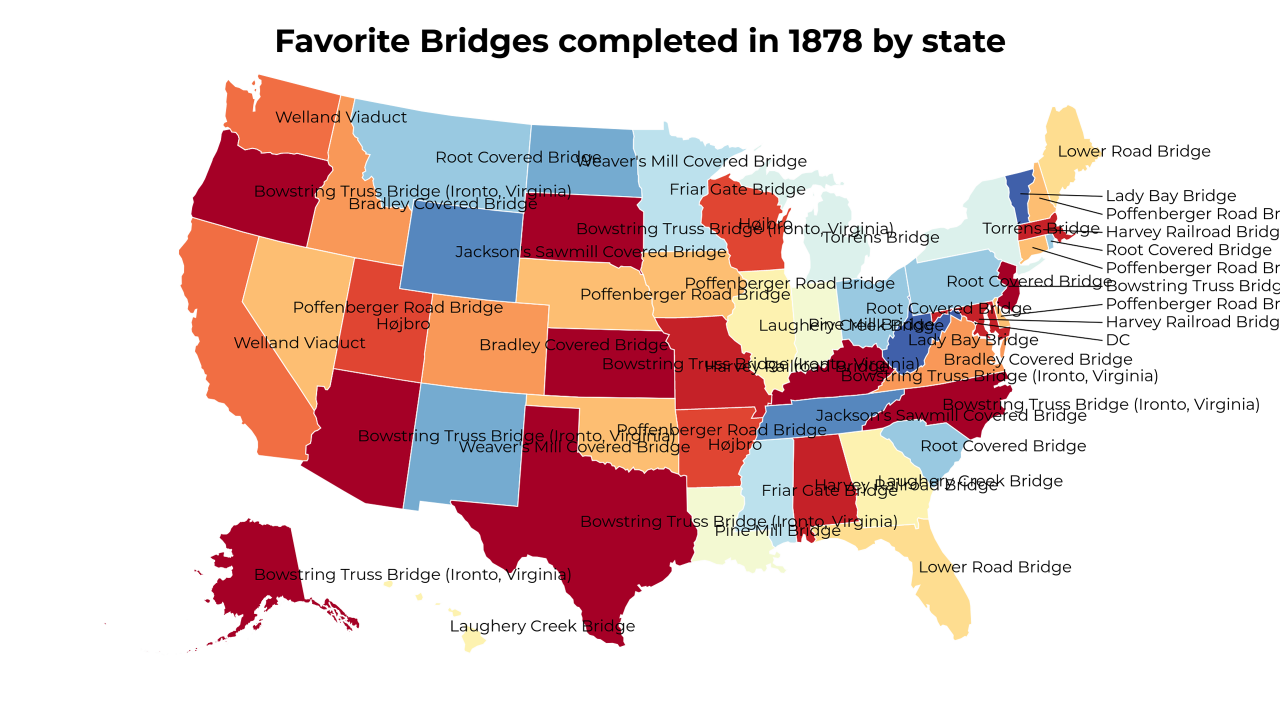 Favorite Bridges completed in 1878 by state
Welland Viaduct
Lower Road Bridge
Root Covered Bridge
Weaver's Mill Covered Bridge
Bowstring Truss Bridge (Ironto, Virginia)
Friar Gate Bridge
Bradley Covered Bridge
Lady Bay Bridge
Poffenberger Road Br
Højbro
Bowstring Truss Bridge (Ironto, Virginia)
Torrens Bridge
Harvey Railroad Bridg
Torrens Bridge
Jackson's Sawmill Covered Bridge
Root Covered Bridge
Poffenberger Road Br
Poffenberger Road Bridge
Root Covered Bridge
Bowstring Truss Bridg
Poffenberger Road Bridge
Poffenberger Road Br
Poffenberger Road Bridge
Root Covered Bridge
Højbro
Laughery Creek Bridge
Pine Mill Bridge
Harvey Railroad Bridg
Welland Viaduct
Bradley Covered Bridge
Lady Bay Bridge
DC
Bowstring Truss Bridge (Ironto, Virginia)
Harvey Railroad Bridge
Bradley Covered Bridge
Bowstring Truss Bridge (Ironto, Virginia)
Bowstring Truss Bridge (Ironto, Virginia)
Jackson's Sawmill Covered Bridge
Bowstring Truss Bridge (Ironto, Virginia)
Poffenberger Road Bridge
Weaver's Mill Covered Bridge
Højbro
Root Covered Bridge
Friar Gate Bridge
Harvey Railroad Bridge
Laughery Creek Bridge
Bowstring Truss Bridge (Ironto, Virginia)
Pine Mill Bridge
Lower Road Bridge
Bowstring Truss Bridge (Ironto, Virginia)
Laughery Creek Bridge